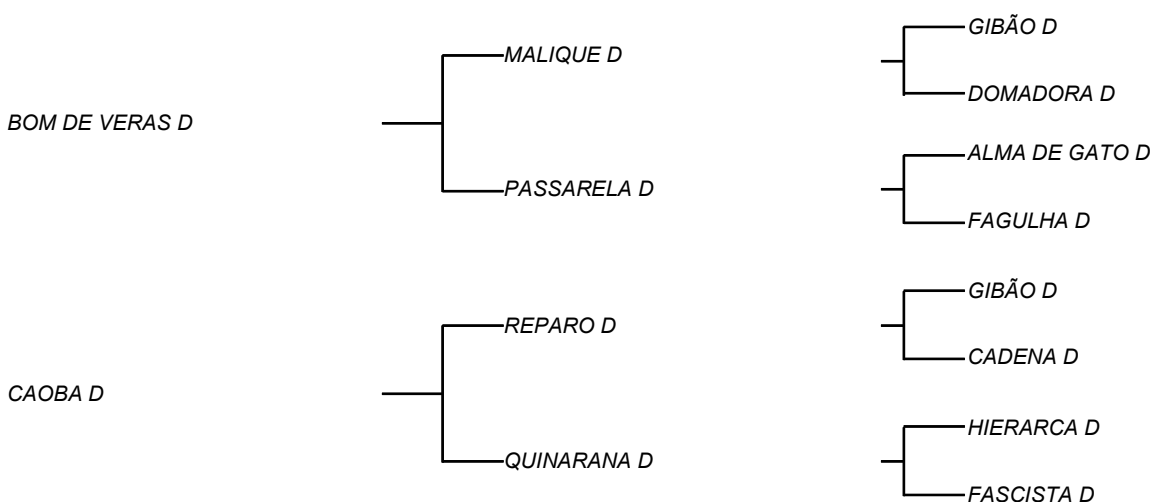 GIBÃO D
MALIQUE D
DOMADORA D
BOM DE VERAS D
ALMA DE GATO D
PASSARELA D
FAGULHA D
GIBÃO D
REPARO D
CADENA D
CAOBA D
HIERARCA D
QUINARANA D
FASCISTA D